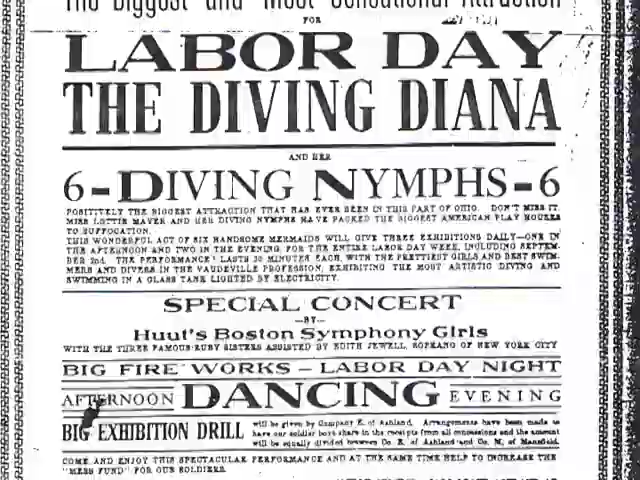 The Biggest and Most Sensational Attraction
FOR
LABOR DAY
THE DIVING DIANA
AND HER
6-DIVING NYMPHS-6
POSITIVELY THE BIGGEST ATTRACTION THAT HAS EVER BEEN IN THIS PART OF OHIO. DON'T MISS IT.
MISS LOTTIE MAYER AND HER DIVING NYMPHS HAVE PACKED THE BIGGEST AMERICAN PLAY HOUSES
TO SUFFOCATION.
THIS WONDERFUL ACT OF SIX HANDSOME MERMAIDS WILL GIVE THREE EXHIBITIONS DAILY—ONE IN
THE AFTERNOON AND TWO IN THE EVENING FOR THE ENTIRE LABOR DAY WEEK, INCLUDING SEPTEM-
BER 2nd. THE PERFORMANCE LASTS 30 MINUTES EACH, WITH THE PRETTIEST GIRLS AND BEST SWIM-
MERS AND DIVERS IN THE VAUDEVILLE PROFESSION, EXHIBITING THE MOST ARTISTIC DIVING AND
SWIMMING IN A GLASS TANK LIGHTED BY ELECTRICITY.
SPECIAL CONCERT
—BY—
Huut's Boston Symphony Girls
WITH THE THREE FAMOUS RUBY SISTERS ASSISTED BY EDITH JEWELL, SOPRANO OF NEW YORK CITY
BIG FIRE WORKS – LABOR DAY NIGHT
AFTERNOON DANCING EVENING
BIG EXHIBITION DRILL will be given by Company E. of Ashland. Arrangements have been made to
have our soldier boys share in the receipts from all concessions and the amount
will be equally divided between Co. E. of Ashland and Co. M. of Mansfield.
COME AND ENJOY THIS SPECTACULAR PERFORMANCE AND AT THE SAME TIME HELP TO INCREASE THE
"MESS FUND" FOR OUR SOLDIERS.